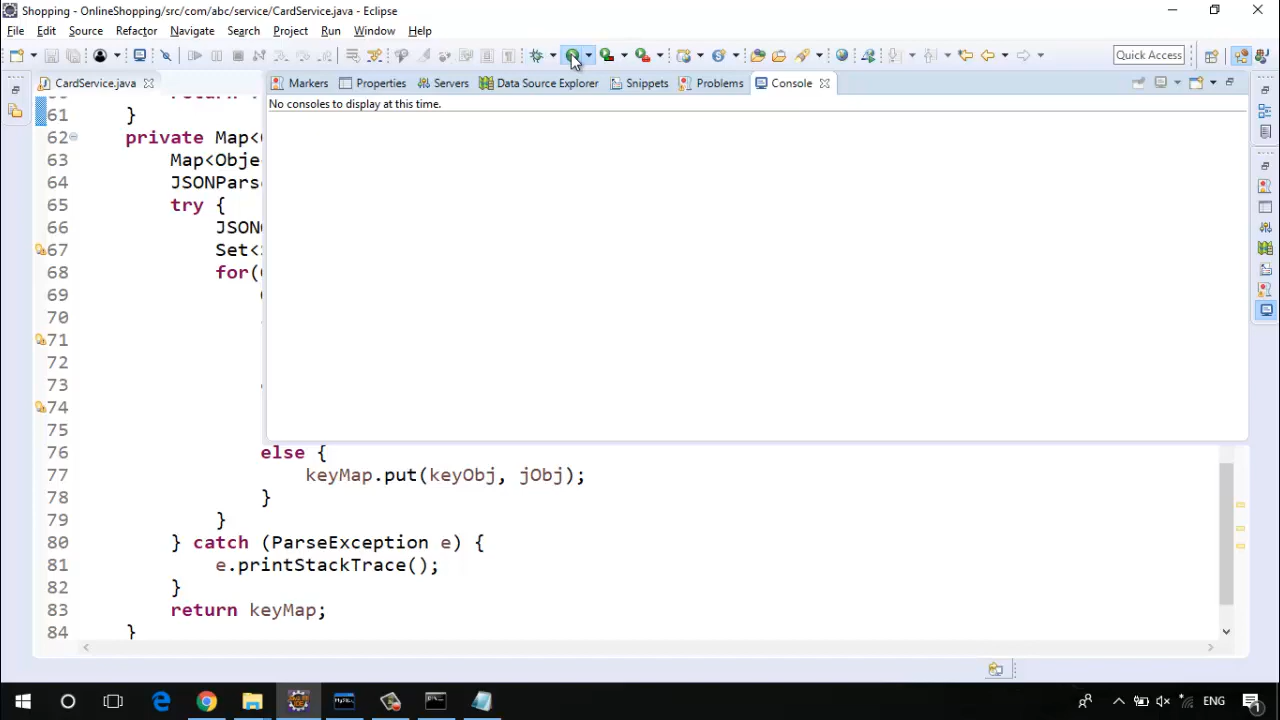 Shopping - OnlineShopping/src/com/abc/service/CardService.java - Eclipse
File Edit Source Refactor Navigate Search Project Run Window Help
Quick Access
CardService.java
Markers Properties Servers Data Source Explorer Snippets Problems Console
No consoles to display at this time.
61 }
62 private Map<
63 Map<Obje
64 JSONPars
65 try {
66 JSON
67 Set<
68 for(
69
70
71
72
73
74
75
76 else {
77 keyMap.put(keyObj, jObj);
78 }
79 }
80 } catch (ParseException e) {
81 e.printStackTrace();
82 }
83 return keyMap;
84 }
ENG
1